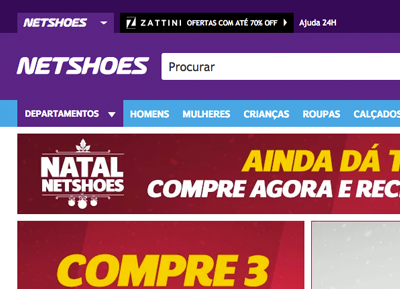 NETSHOES
ZATTINI OFERTAS COM ATÉ 70% OFF
Ajuda 24H
NETSHOES
Procurar
DEPARTAMENTOS HOMENS MULHERES CRIANÇAS ROUPAS CALÇADOS
NATAL
NETSHOES
AINDA DÁ T
COMPRE AGORA E REC
COMPRE 3